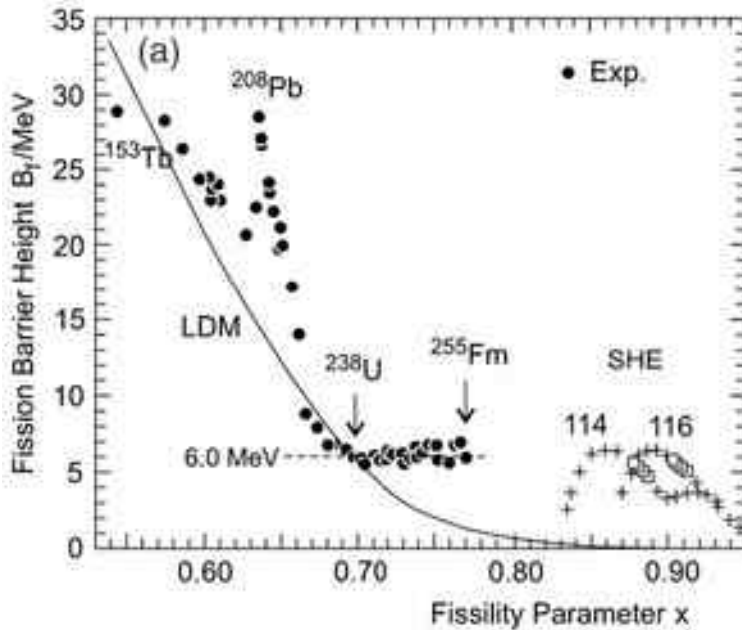 35
(a)
208Pb
● Exp.
30
153Tb
25
20
15
LDM
255Fm
SHE
238U
10
114
116
6.0 MeV
5
0
0.60
0.70
0.80
0.90
Fissility Parameter x
Fission Barrier Height Bf/MeV